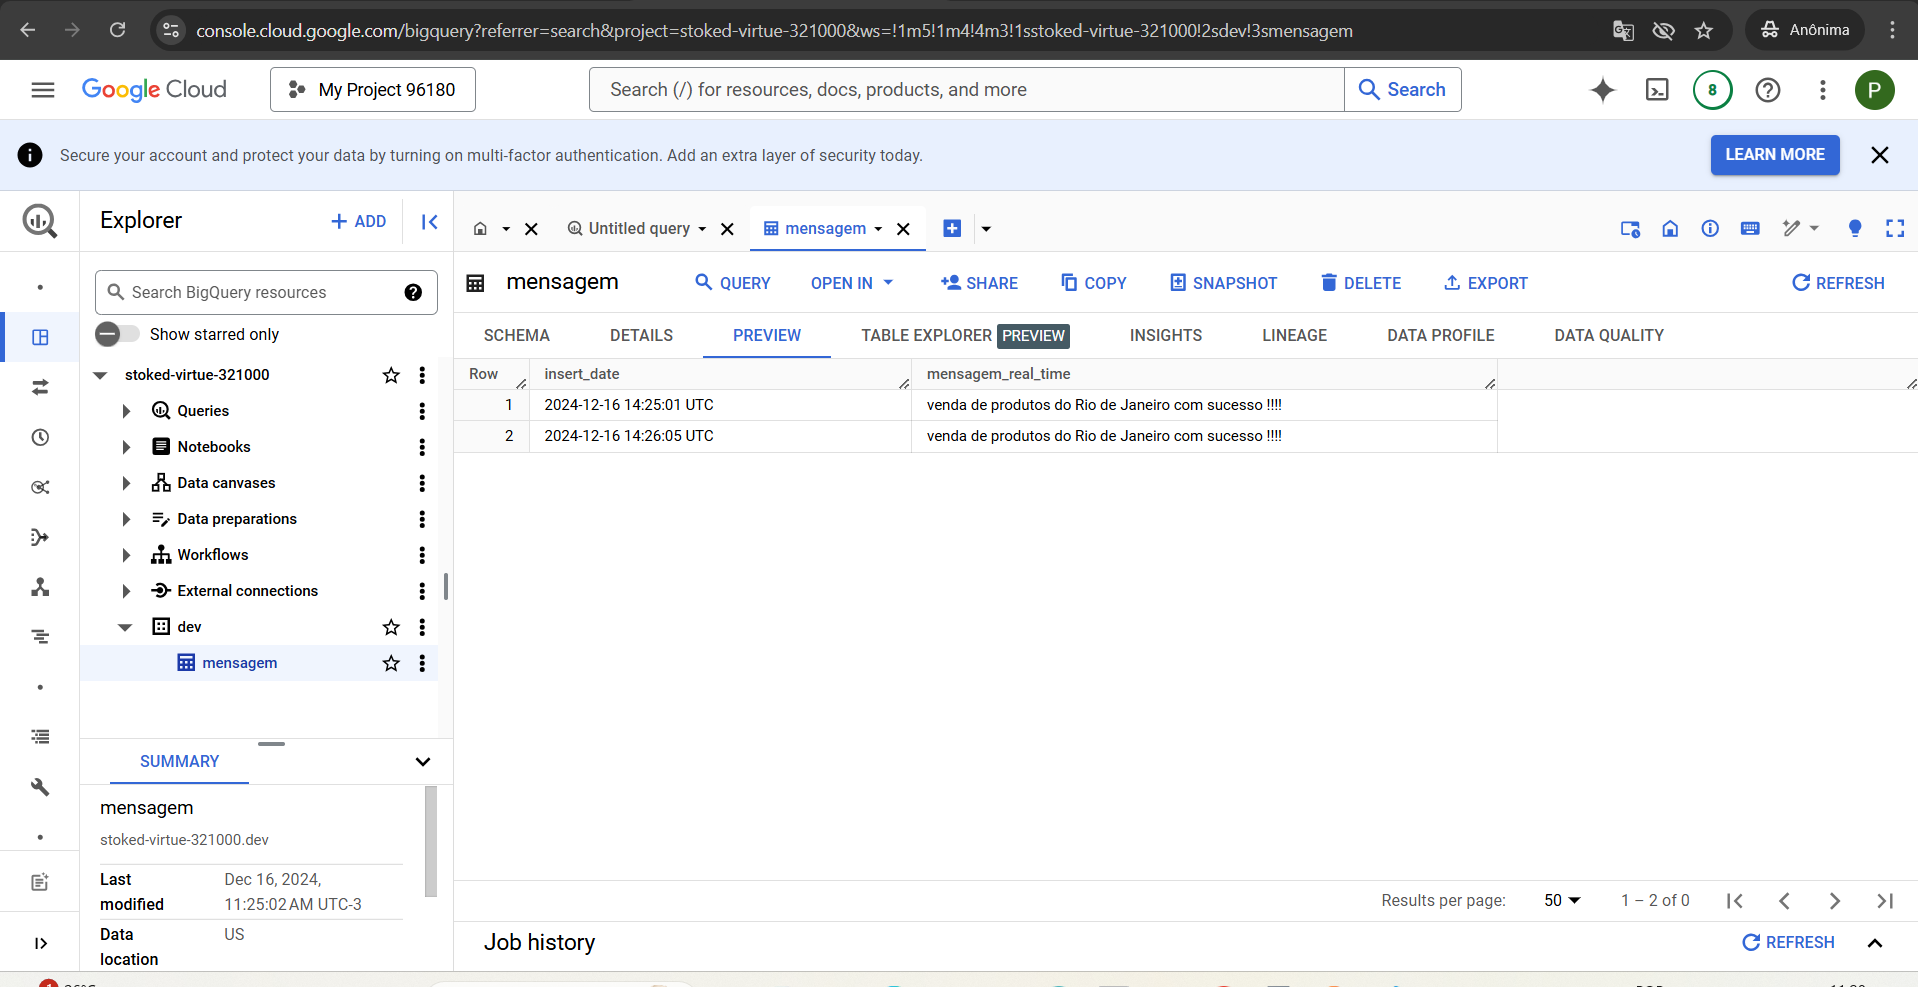 console.cloud.google.com/bigquery?referrer=search&project=stoked-virtue-321000&ws=!1m5!1m4!4m3!1sstoked-virtue-321000!2sdev!3smensagem
Anônima
Google Cloud
My Project 96180
Search (/) for resources, docs, products, and more
Search
8
P
Secure your account and protect your data by turning on multi-factor authentication. Add an extra layer of security today.
LEARN MORE
Explorer
ADD
Search BigQuery resources
Show starred only
stoked-virtue-321000
Queries
Notebooks
Data canvases
Data preparations
Workflows
External connections
dev
mensagem
SUMMARY
mensagem
stoked-virtue-321000.dev
Last modified
Dec 16, 2024, 11:25:02 AM UTC-3
Data location
US
Untitled query
mensagem
mensagem
QUERY
OPEN IN
SHARE
COPY
SNAPSHOT
DELETE
EXPORT
REFRESH
SCHEMA
DETAILS
PREVIEW
TABLE EXPLORER PREVIEW
INSIGHTS
LINEAGE
DATA PROFILE
DATA QUALITY
Row insert_date mensagem_real_time
1 2024-12-16 14:25:01 UTC venda de produtos do Rio de Janeiro com sucesso !!!!
2 2024-12-16 14:26:05 UTC venda de produtos do Rio de Janeiro com sucesso !!!!
Results per page: 50 1 – 2 of 0
Job history
REFRESH